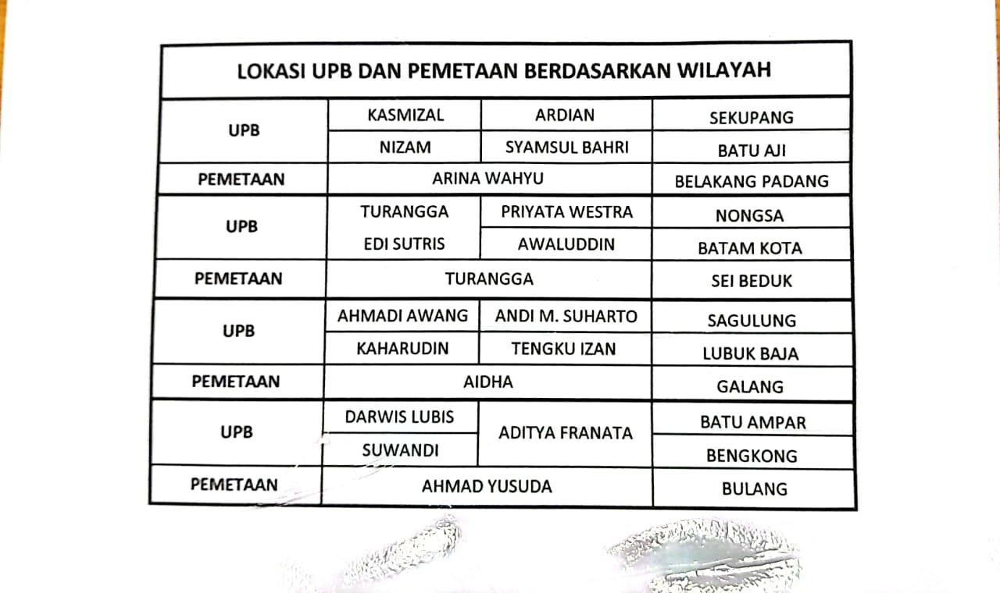 LOKASI UPB DAN PEMETAAN BERDASARKAN WILAYAH
UPB KASMIZAL ARDIAN SEKUPANG
NIZAM SYAMSUL BAHRI BATU AJI
PEMETAAN ARINA WAHYU BELAKANG PADANG
UPB TURANGGA PRIYATA WESTRA NONGSA
EDI SUTRIS AWALUDDIN BATAM KOTA
PEMETAAN TURANGGA SEI BEDUK
UPB AHMADI AWANG ANDI M. SUHARTO SAGULUNG
KAHARUDIN TENGKU IZAN LUBUK BAJA
PEMETAAN AIDHA GALANG
UPB DARWIS LUBIS ADITYA FRANATA BATU AMPAR
SUWANDI BENGKONG
PEMETAAN AHMAD YUSUDA BULANG